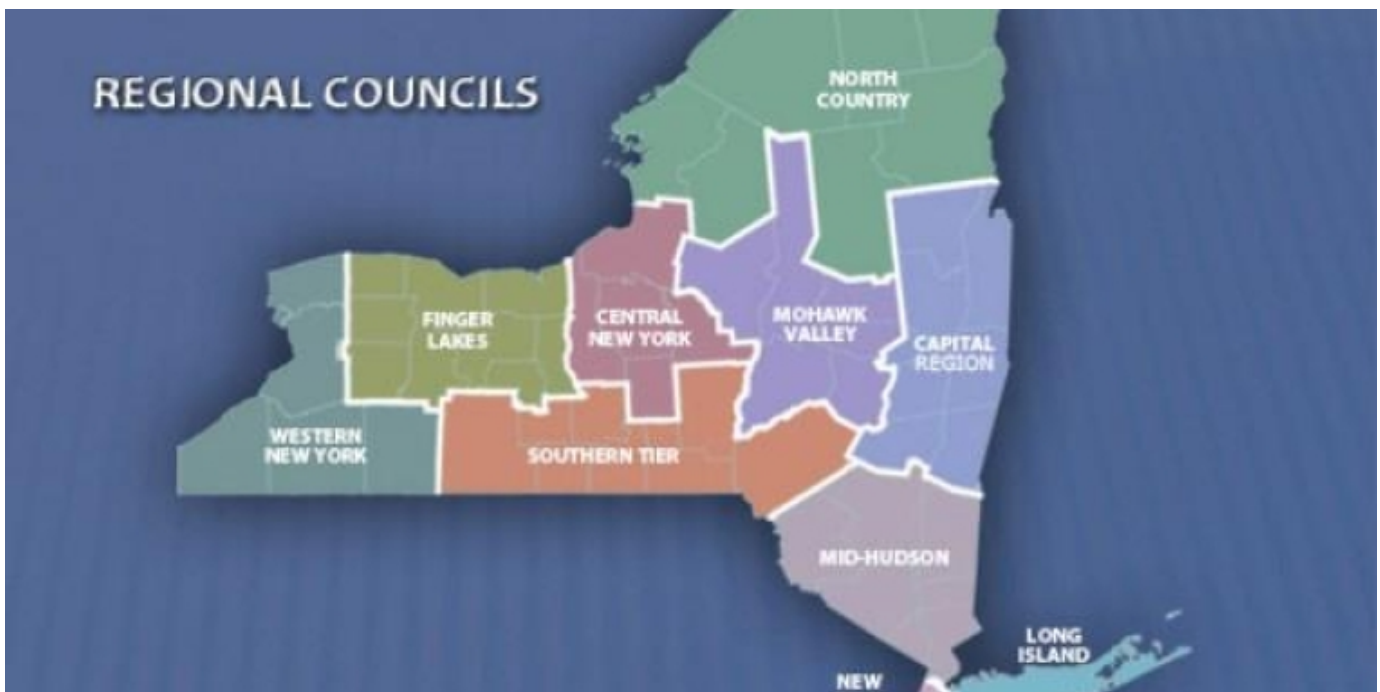 REGIONAL COUNCILS
NORTH
COUNTRY
FINGER
LAKES
CENTRAL
NEW YORK
MOHAWK
VALLEY
CAPITAL
REGION
WESTERN
NEW YORK
SOUTHERN TIER
MID-HUDSON
LONG
ISLAND
NEW